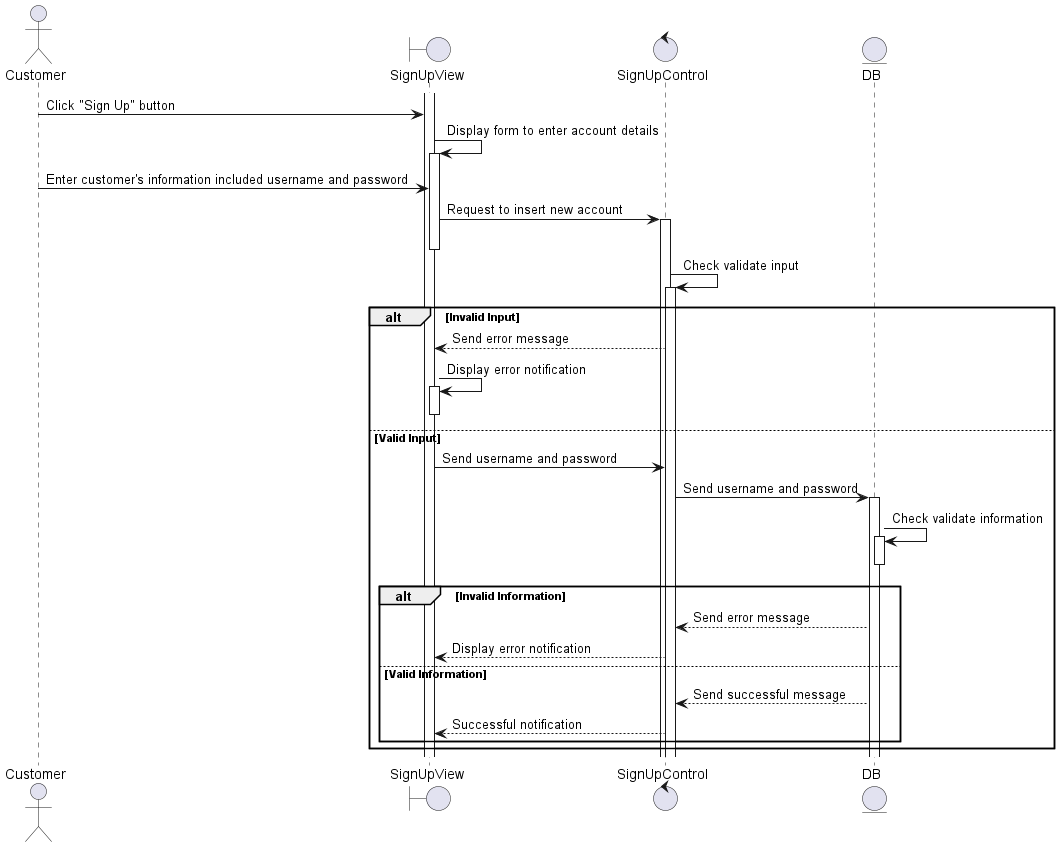 Customer
SignUpView
SignUpControl
DB
Click "Sign Up" button
Display form to enter account details
Enter customer's information included username and password
Request to insert new account
Check validate input
alt [Invalid Input]
Send error message
Display error notification
[Valid Input]
Send username and password
Send username and password
Check validate information
alt [Invalid Information]
Send error message
Display error notification
[Valid Information]
Send successful message
Successful notification
Customer
SignUpView
SignUpControl
DB